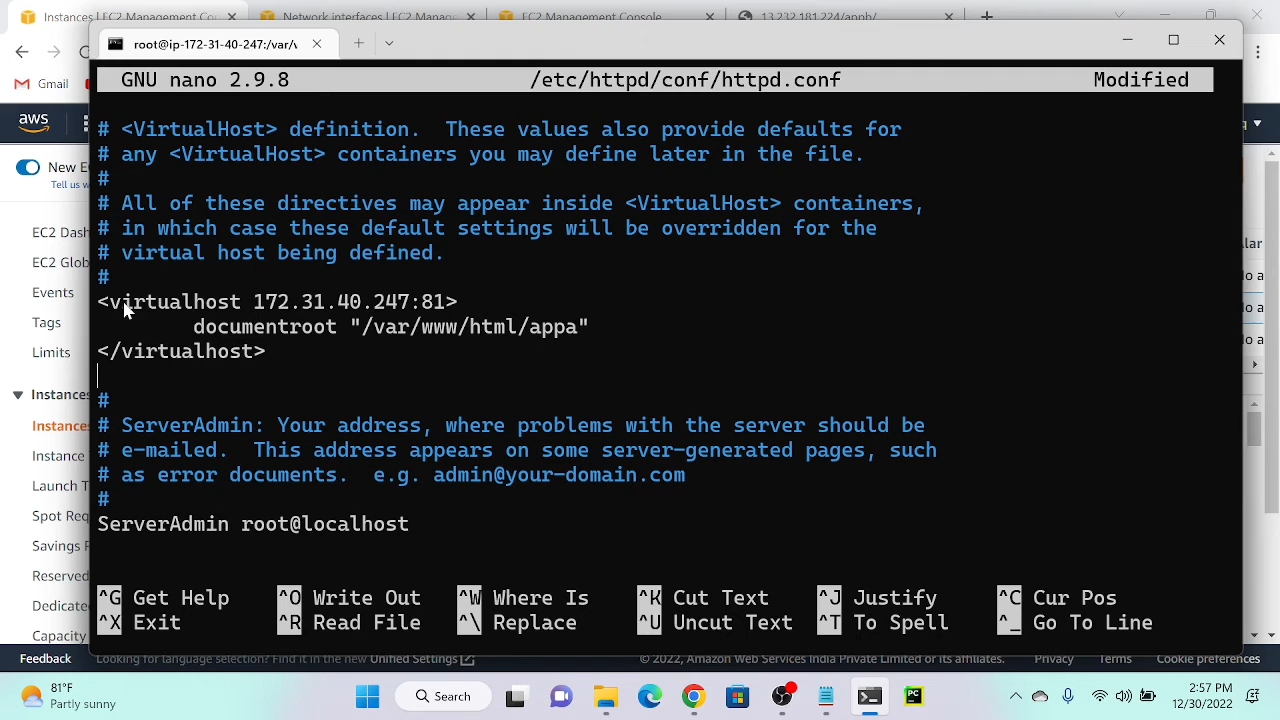 Instances | EC2 Management Co
Network interfaces | EC2 Manage
EC2 Management Console
13.232.181.224/appb/
Gmail
aws
New E
Tell us w
EC2 Dash
EC2 Glob
Events
Tags
Limits
Instances
Instances
Instance
Launch T
Spot Req
Savings
Reserved
Dedicate
Capacity
root@ip-172-31-40-247:/var/v
GNU nano 2.9.8 /etc/httpd/conf/httpd.conf Modified
# <VirtualHost> definition.  These values also provide defaults for
# any <VirtualHost> containers you may define later in the file.
#
# All of these directives may appear inside <VirtualHost> containers,
# in which case these default settings will be overridden for the
# virtual host being defined.
#
<virtualhost 172.31.40.247:81>
        documentroot "/var/www/html/appa"
</virtualhost>
#
# ServerAdmin: Your address, where problems with the server should be
# e-mailed.  This address appears on some server-generated pages, such
# as error documents.  e.g. admin@your-domain.com
#
ServerAdmin root@localhost
^G Get Help ^O Write Out ^W Where Is ^K Cut Text ^J Justify ^C Cur Pos
^X Exit ^R Read File ^\ Replace ^U Uncut Text ^T To Spell ^_ Go To Line
Feedback Looking for language selection? Find it in the new Unified Settings © 2022, Amazon Web Services India Private Limited or its affiliates. Privacy Terms Cookie preferences
81°F
Partly sunny
Search
2:57 PM
12/30/2022